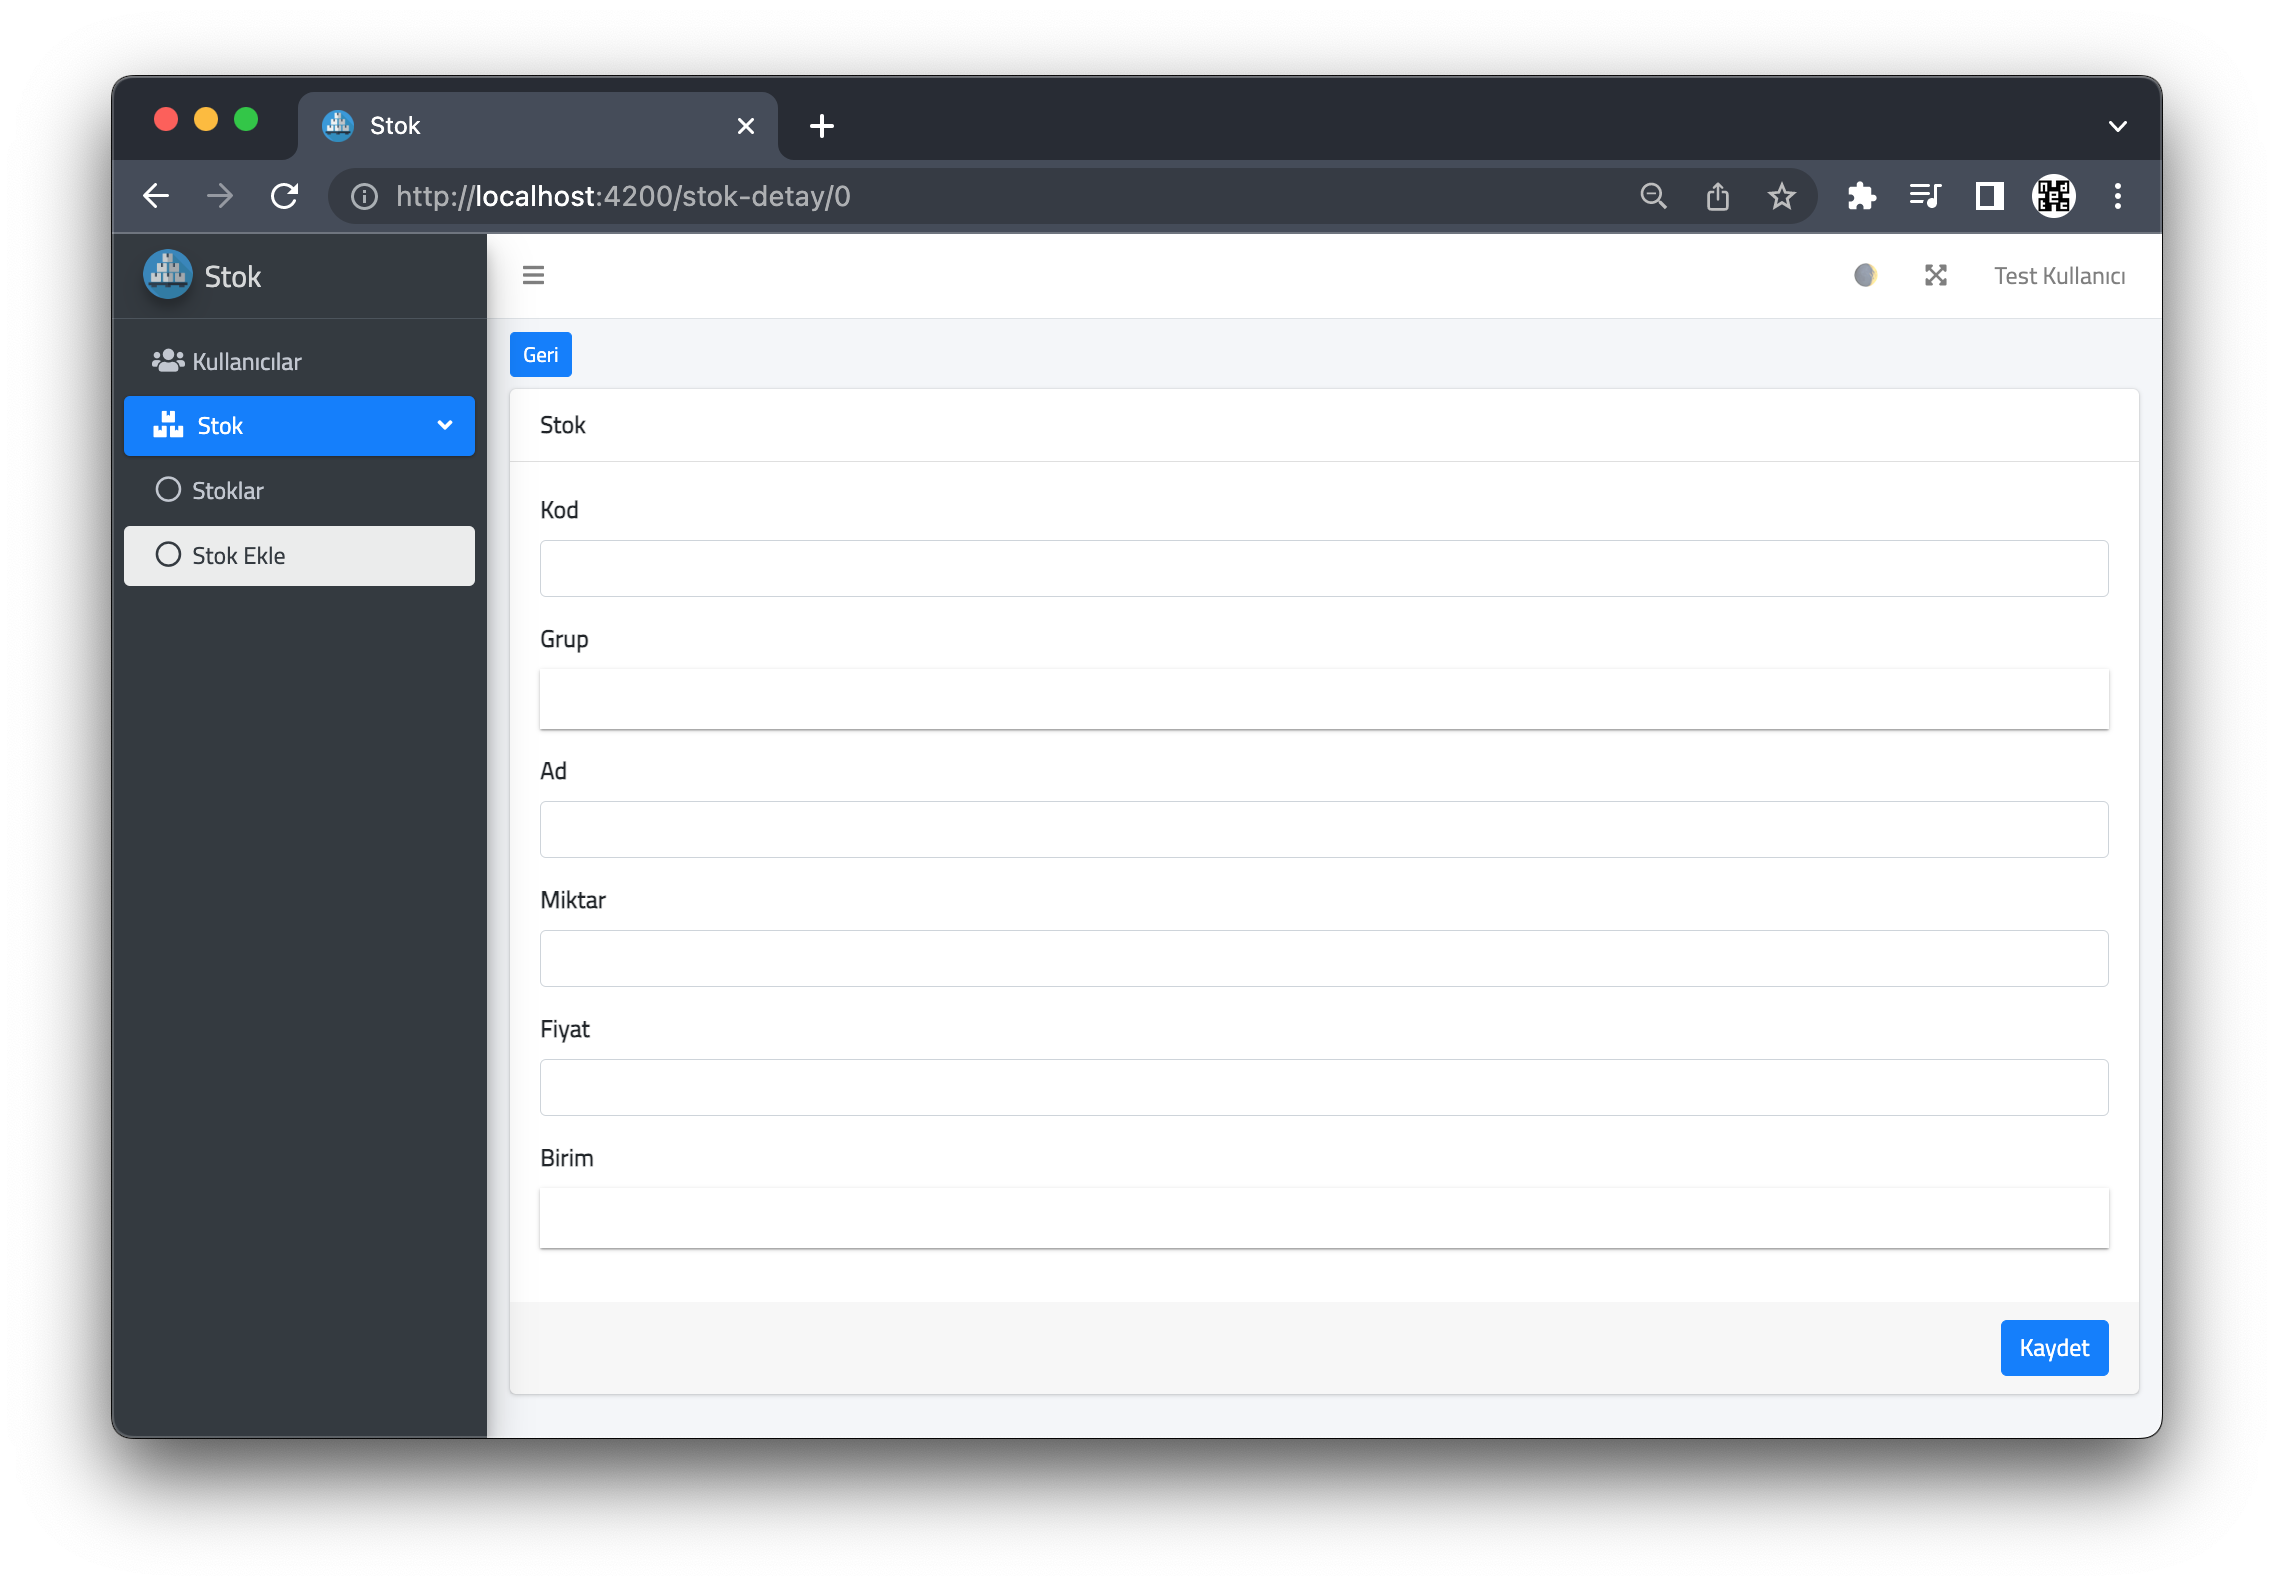 Stok
http://localhost:4200/stok-detay/0
Stok
Test Kullanıcı
Kullanıcılar
Stok
Stoklar
Stok Ekle
Geri
Stok
Kod
Grup
Ad
Miktar
Fiyat
Birim
Kaydet